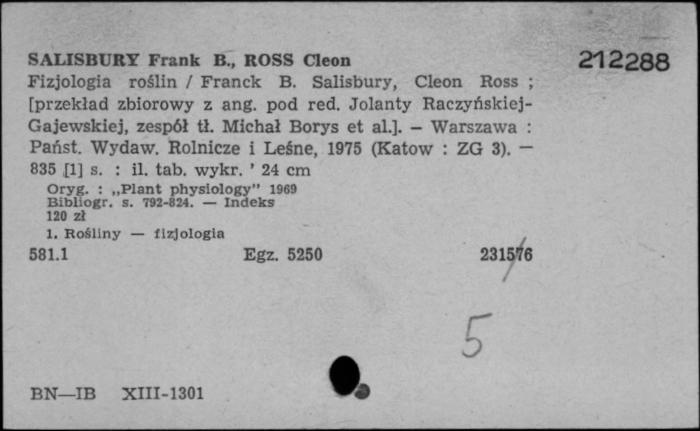 SALISBURY Frank B., ROSS Cleon
212288
Fizjologia roślin / Franck B. Salisbury, Cleon Ross ;
[przekład zbiorowy z ang. pod red. Jolanty Raczyńskiej-
Gajewskiej, zespół tł. Michał Borys et al.]. — Warszawa :
Państ. Wydaw. Rolnicze i Leśne, 1975 (Katow : ZG 3). —
835 [1] s. : il. tab. wykr. ' 24 cm
Oryg. : „Plant physiology" 1969
Bibliogr. s. 792-824. — Indeks
120 zł
1. Rośliny — fizjologia
581.1 Egz. 5250 231576
5
BN—IB XIII-1301